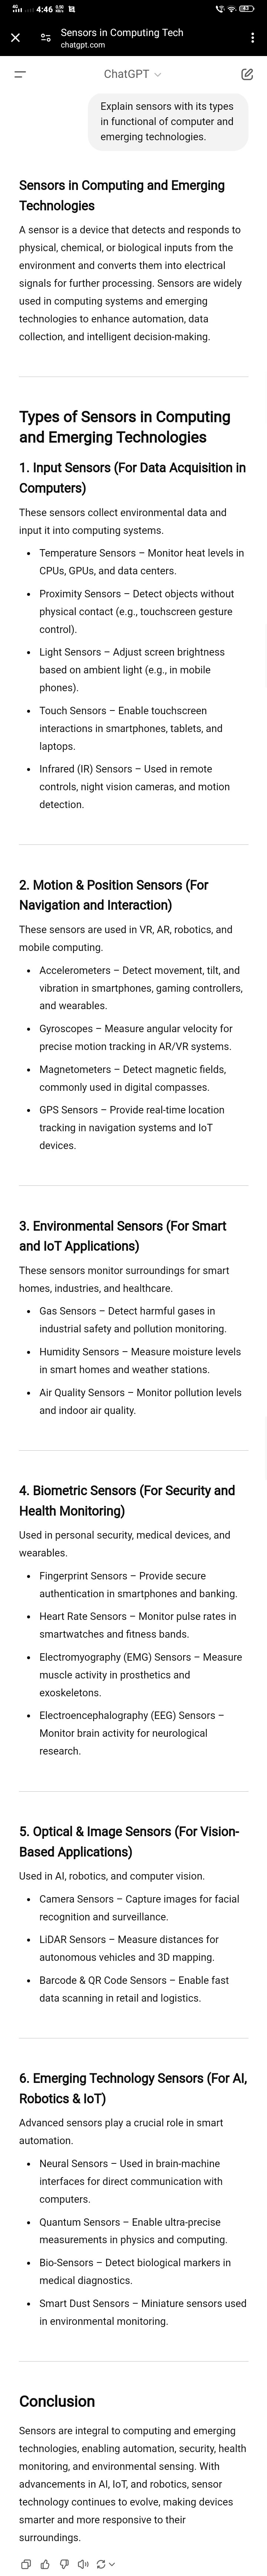 4:46
Sensors in Computing Tech
chatgpt.com
ChatGPT
Explain sensors with its types
in functional of computer and
emerging technologies.
Sensors in Computing and Emerging
Technologies
A sensor is a device that detects and responds to
physical, chemical, or biological inputs from the
environment and converts them into electrical
signals for further processing. Sensors are widely
used in computing systems and emerging
technologies to enhance automation, data
collection, and intelligent decision-making.
Types of Sensors in Computing
and Emerging Technologies
1. Input Sensors (For Data Acquisition in
Computers)
These sensors collect environmental data and
input it into computing systems.
• Temperature Sensors – Monitor heat levels in
CPUs, GPUs, and data centers.
• Proximity Sensors – Detect objects without
physical contact (e.g., touchscreen gesture
control).
• Light Sensors – Adjust screen brightness
based on ambient light (e.g., in mobile
phones).
• Touch Sensors – Enable touchscreen
interactions in smartphones, tablets, and
laptops.
• Infrared (IR) Sensors – Used in remote
controls, night vision cameras, and motion
detection.
2. Motion & Position Sensors (For
Navigation and Interaction)
These sensors are used in VR, AR, robotics, and
mobile computing.
• Accelerometers – Detect movement, tilt, and
vibration in smartphones, gaming controllers,
and wearables.
• Gyroscopes – Measure angular velocity for
precise motion tracking in AR/VR systems.
• Magnetometers – Detect magnetic fields,
commonly used in digital compasses.
• GPS Sensors – Provide real-time location
tracking in navigation systems and IoT
devices.
3. Environmental Sensors (For Smart
and IoT Applications)
These sensors monitor surroundings for smart
homes, industries, and healthcare.
• Gas Sensors – Detect harmful gases in
industrial safety and pollution monitoring.
• Humidity Sensors – Measure moisture levels
in smart homes and weather stations.
• Air Quality Sensors – Monitor pollution levels
and indoor air quality.
4. Biometric Sensors (For Security and
Health Monitoring)
Used in personal security, medical devices, and
wearables.
• Fingerprint Sensors – Provide secure
authentication in smartphones and banking.
• Heart Rate Sensors – Monitor pulse rates in
smartwatches and fitness bands.
• Electromyography (EMG) Sensors – Measure
muscle activity in prosthetics and
exoskeletons.
• Electroencephalography (EEG) Sensors –
Monitor brain activity for neurological
research.
5. Optical & Image Sensors (For Vision-
Based Applications)
Used in AI, robotics, and computer vision.
• Camera Sensors – Capture images for facial
recognition and surveillance.
• LiDAR Sensors – Measure distances for
autonomous vehicles and 3D mapping.
• Barcode & QR Code Sensors – Enable fast
data scanning in retail and logistics.
6. Emerging Technology Sensors (For AI,
Robotics & IoT)
Advanced sensors play a crucial role in smart
automation.
• Neural Sensors – Used in brain-machine
interfaces for direct communication with
computers.
• Quantum Sensors – Enable ultra-precise
measurements in physics and computing.
• Bio-Sensors – Detect biological markers in
medical diagnostics.
• Smart Dust Sensors – Miniature sensors used
in environmental monitoring.
Conclusion
Sensors are integral to computing and emerging
technologies, enabling automation, security, health
monitoring, and environmental sensing. With
advancements in AI, IoT, and robotics, sensor
technology continues to evolve, making devices
smarter and more responsive to their
surroundings.